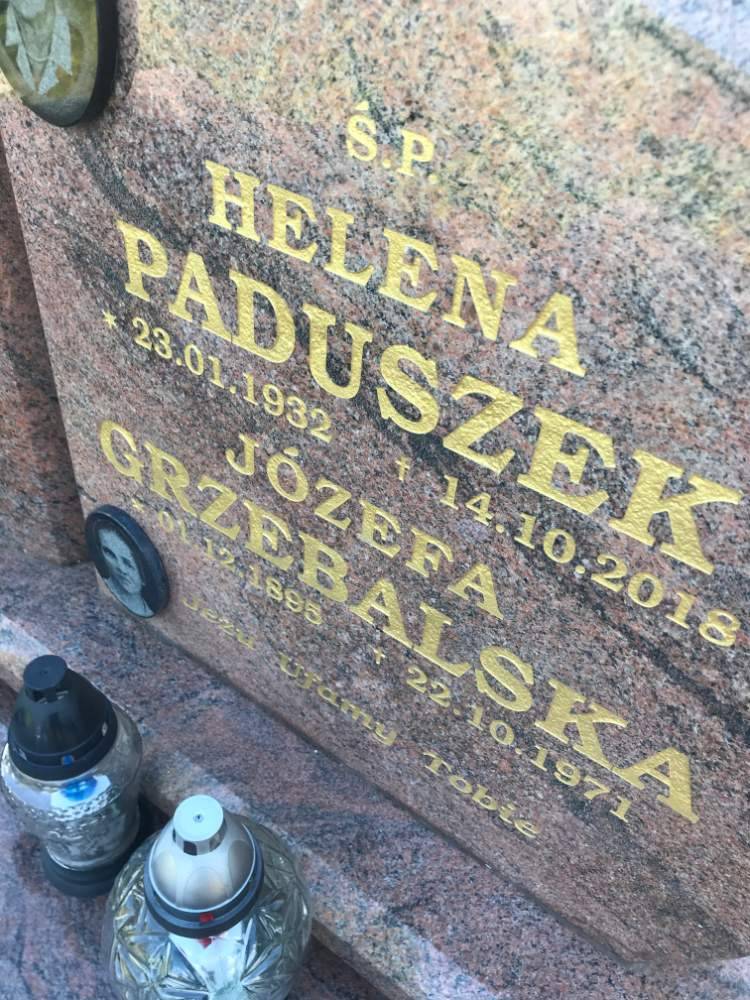 Ś.P.
HELENA
PADUSZEK
* 23.01.1932 † 14.10.2018
JÓZEFA
GRZEBALSKA
* 01.12.1895 † 22.10.1971
Jezu Ufamy Tobie